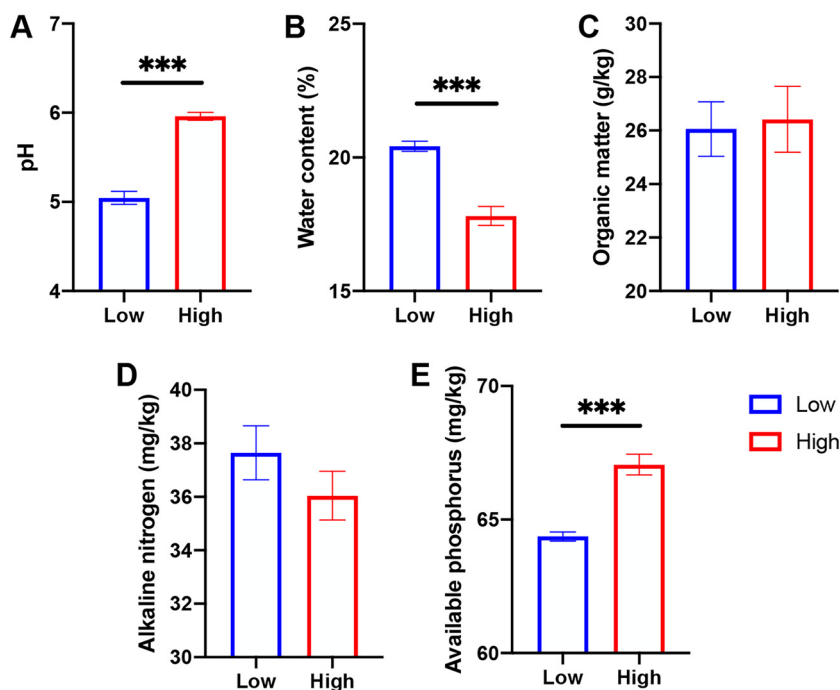 A
pH
7
6
5
4
***
Low
High
B
Water content (%)
25
20
15
***
Low
High
C
Organic matter (g/kg)
30
28
26
24
22
20
Low
High
D
Alkaline nitrogen (mg/kg)
40
38
36
34
32
30
Low
High
E
Available phosphorus (mg/kg)
70
65
60
***
Low
High
Low
High